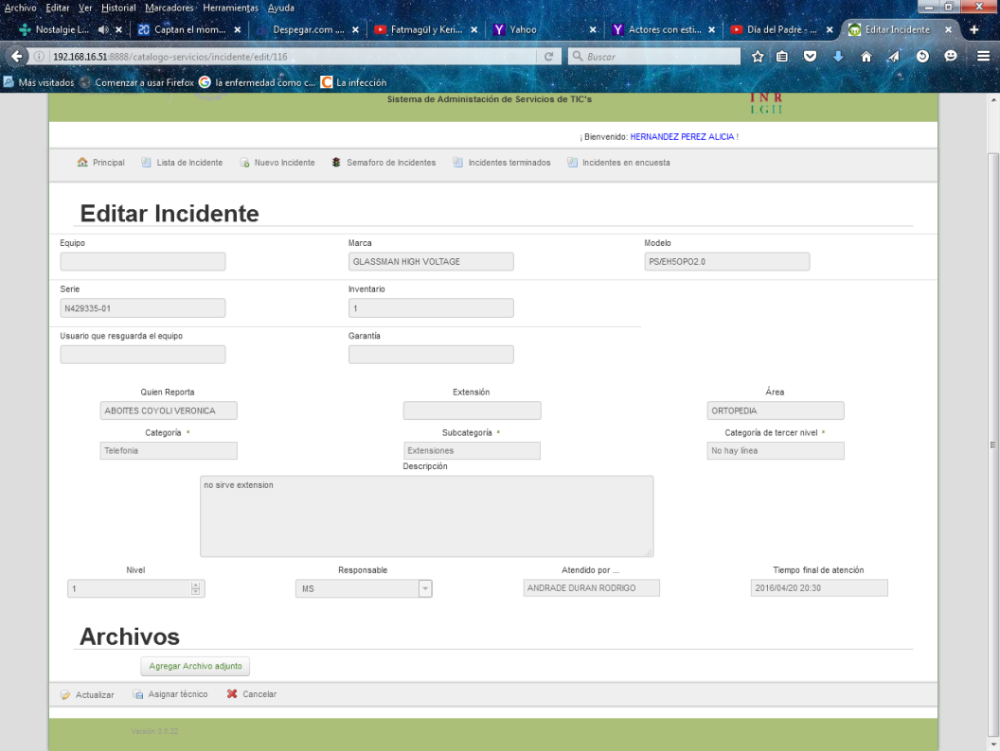 Archivo Editar Ver Historial Marcadores Herramientas Ayuda
Nostalgie L... Captan el mom... Despegar.com ,... Fatmagül y Keri... Yahoo Actores con esti... Día del Padre - ... Editar Incidente
192.168.16.51:8888/catalogo-servicios/incidente/edit/116 Buscar
Más visitados Comenzar a usar Firefox la enfermedad como c... La infección
Sistema de Administación de Servicios de TIC's INR
LGII
¡ Bienvenido: HERNANDEZ PEREZ ALICIA !
Principal Lista de Incidente Nuevo Incidente Semaforo de Incidentes Incidentes terminados Incidentes en encuesta
Editar Incidente
Equipo Marca Modelo
GLASSMAN HIGH VOLTAGE PS/EH5OPO2.0
Serie Inventario
N429335-01 1
Usuario que resguarda el equipo Garantía
Quien Reporta Extensión Área
ABOITES COYOLI VERONICA ORTOPEDIA
Categoría * Subcategoría * Categoría de tercer nivel *
Telefonia Extensiones No hay línea
Descripción
no sirve extension
Nivel Responsable Atendido por ... Tiempo final de atención
1 MS ANDRADE DURAN RODRIGO 2016/04/20 20:30
Archivos
Agregar Archivo adjunto
Actualizar Asignar técnico Cancelar
Versión 0.5.22